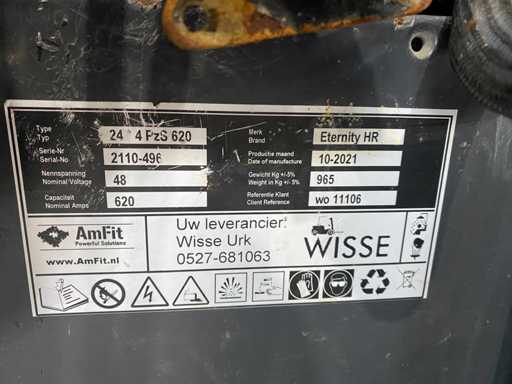 Type
Typ
24 4 PzS 620
Merk
Brand
Eternity HR
Serie-Nr
Serial-No
2110-496
Produche maand
Date of manufacture
10-2021
Nennspannung
Nominal Voltage
48
Gewicht Kg +/-5%
Weight in Kg +/- 5%
965
Capaciteit
Nominal Amps
620
Referentie Klant
Client Reference
wo 11106
AmFit
Powerful Solutions
www.AmFit.nl
Uw leverancier:
Wisse Urk
0527-681063
WISSE